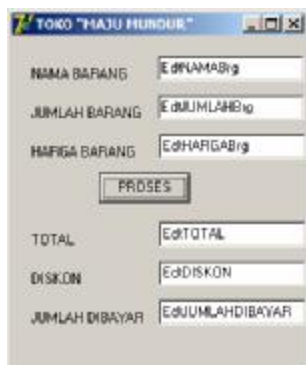 TOKO "MAJU MUNDUR"
NAMA BARANG EdtNAMABrg
JUMLAH BARANG EdtJUMLAHBrg
HARGA BARANG EdtHARGABrg
PROSES
TOTAL EdtTOTAL
DISKON EdtDISKON
JUMLAH DIBAYAR EdtJUMLAHDIBAYAR